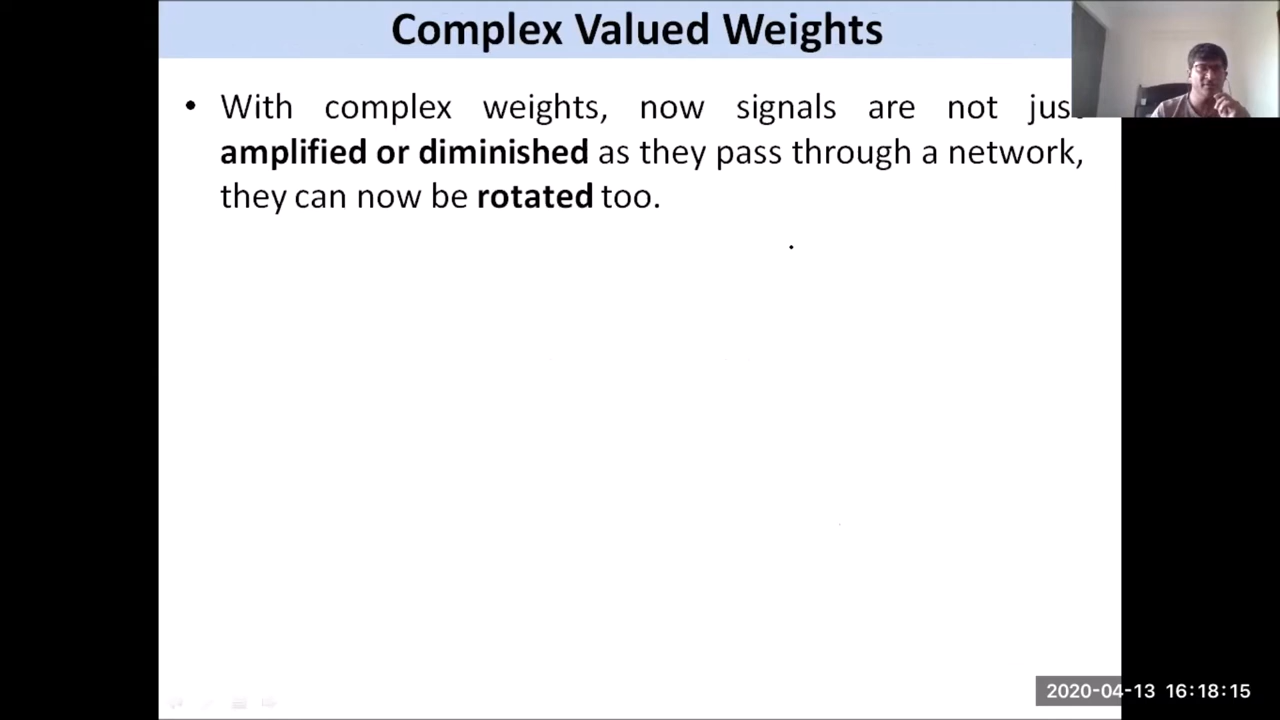 Complex Valued Weights
• With complex weights, now signals are not just
amplified or diminished as they pass through a network,
they can now be rotated too.
2020-04-13 16:18:15